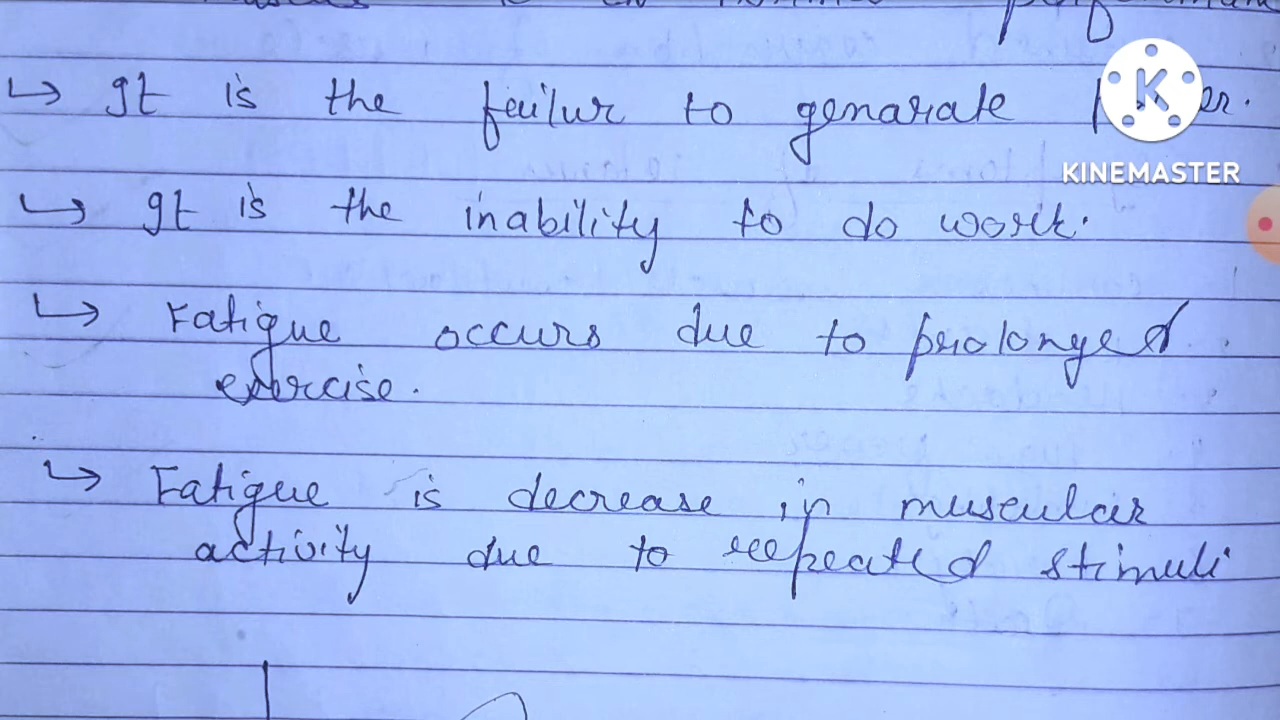 ↳ It is the failur to genarate
KINEMASTER
↳ It is the inability to do work.
↳ Fatigue occurs due to prolonged
exercise.
↳ Fatigue is decrease in muscular
activity due to repeated stimuli